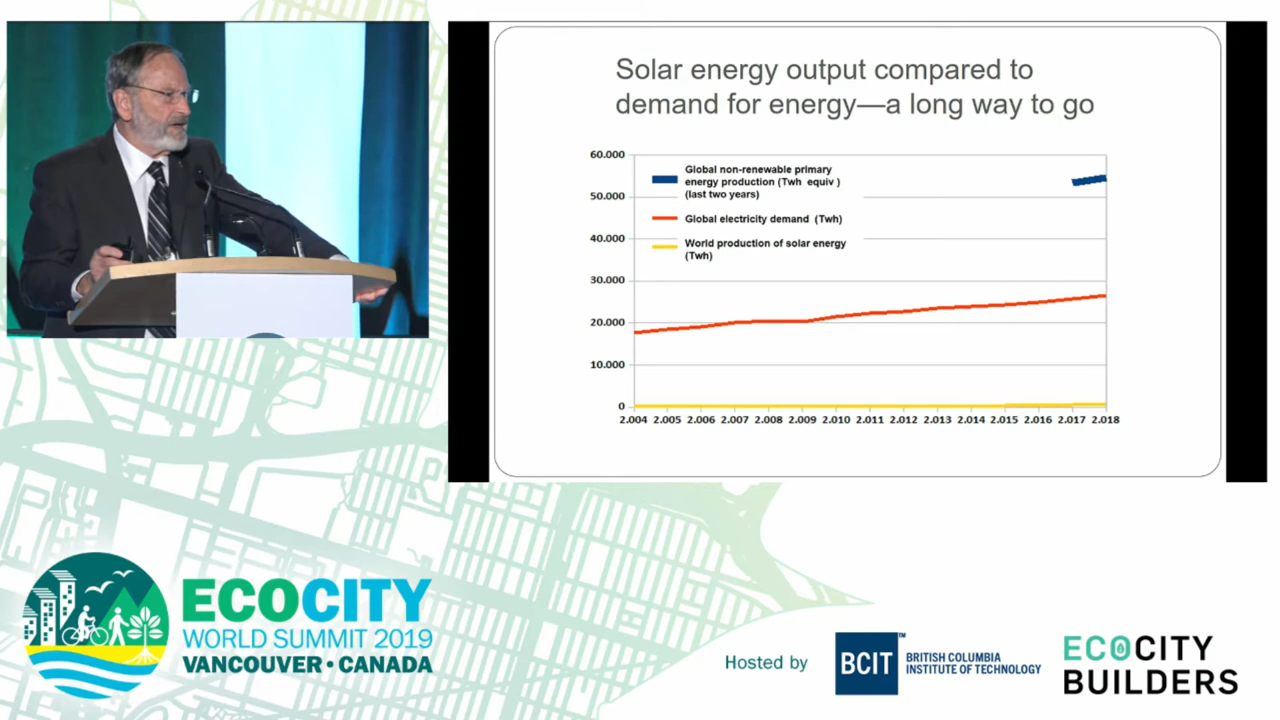 Solar energy output compared to
demand for energy—a long way to go
60.000
50.000
40.000
30.000
20.000
10.000
0
Global non-renewable primary
energy production (Twh equiv )
(last two years)
Global electricity demand (Twh)
World production of solar energy
(Twh)
2.004 2.005 2.006 2.007 2.008 2.009 2.010 2.011 2.012 2.013 2.014 2.015 2.016 2.017 2.018
ECOCITY
WORLD SUMMIT 2019
VANCOUVER • CANADA
Hosted by
BCIT™
BRITISH COLUMBIA
INSTITUTE OF TECHNOLOGY
ECOCITY
BUILDERS